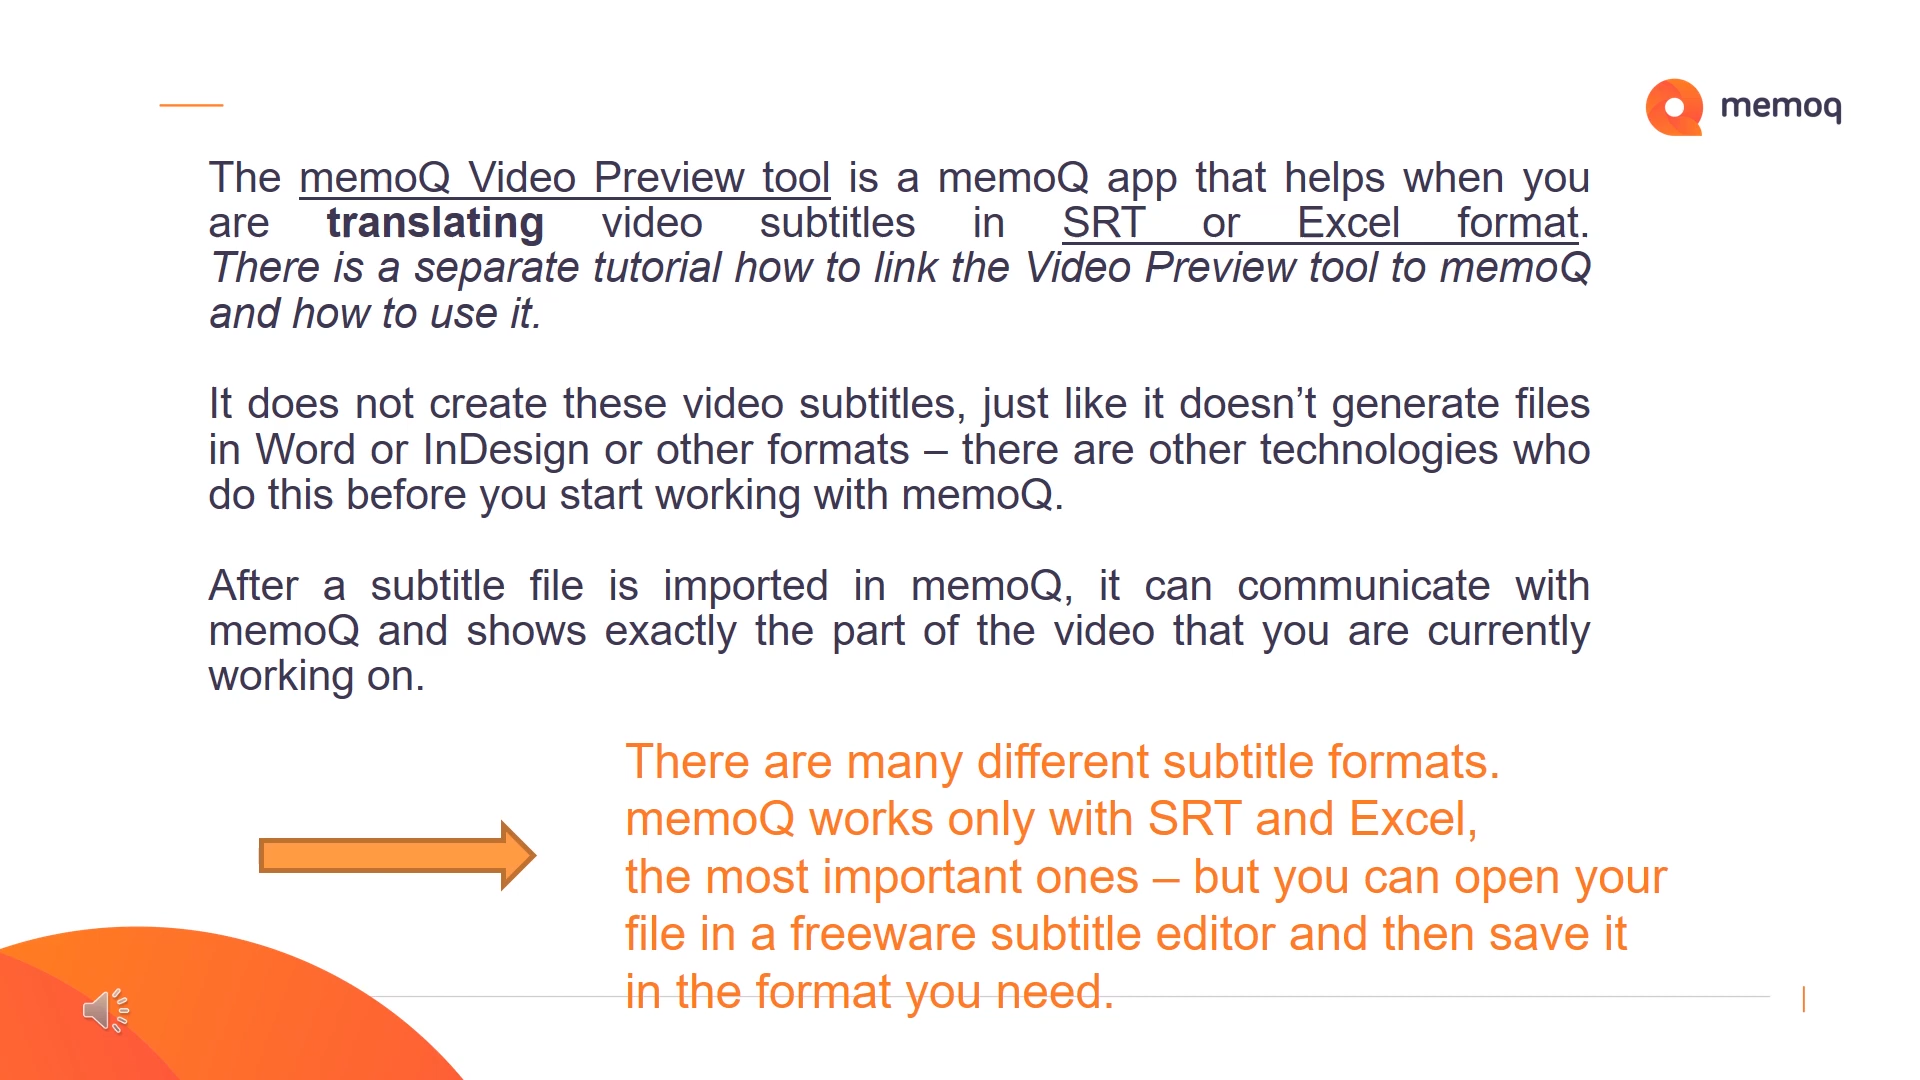 memoq
The memoQ Video Preview tool is a memoQ app that helps when you
are translating video subtitles in SRT or Excel format.
There is a separate tutorial how to link the Video Preview tool to memoQ
and how to use it.
It does not create these video subtitles, just like it doesn’t generate files
in Word or InDesign or other formats – there are other technologies who
do this before you start working with memoQ.
After a subtitle file is imported in memoQ, it can communicate with
memoQ and shows exactly the part of the video that you are currently
working on.
There are many different subtitle formats.
memoQ works only with SRT and Excel,
the most important ones – but you can open your
file in a freeware subtitle editor and then save it
in the format you need.